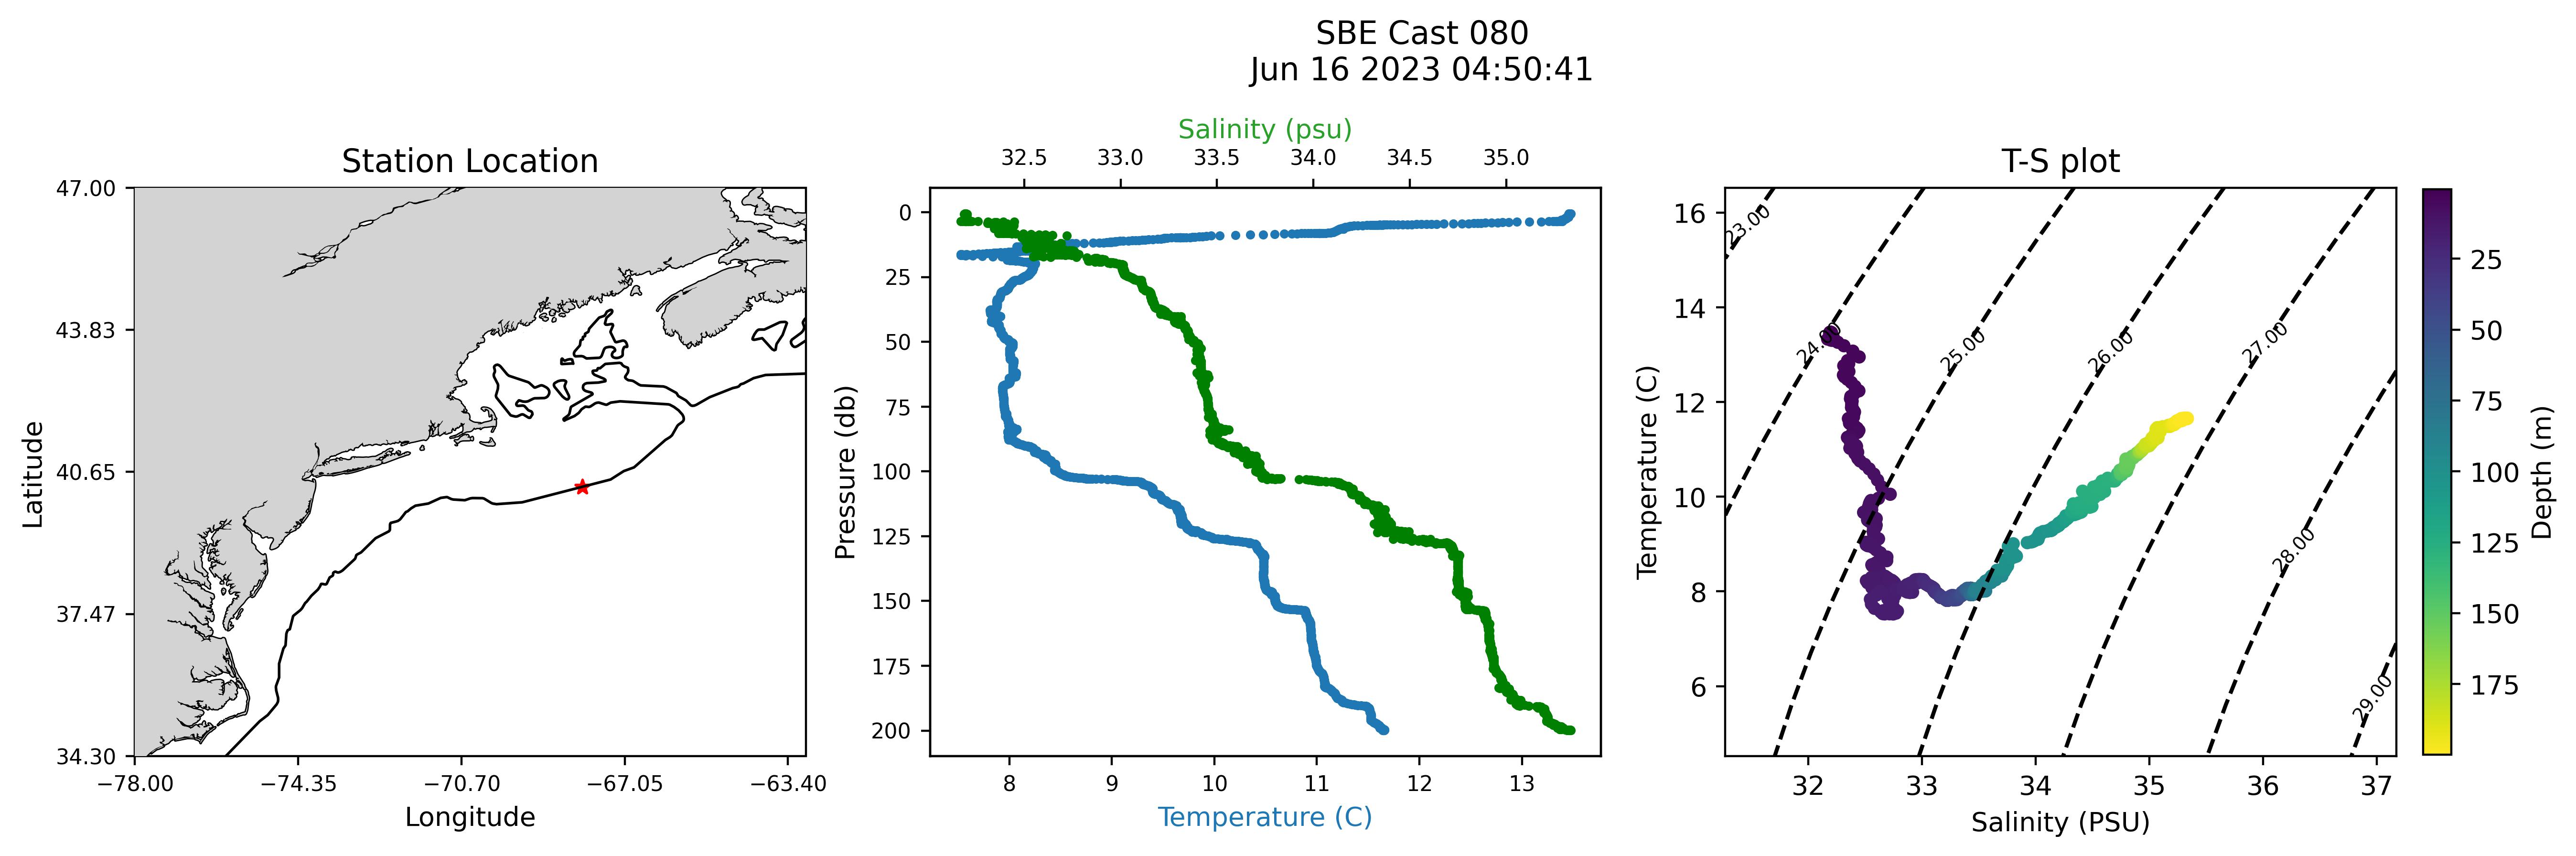 SBE Cast 080
Jun 16 2023 04:50:41
Station Location
47.00
43.83
40.65
37.47
34.30
Latitude
−78.00 −74.35 −70.70 −67.05 −63.40
Longitude
Salinity (psu)
32.5 33.0 33.5 34.0 34.5 35.0
0
25
50
75
100
125
150
175
200
Pressure (db)
8 9 10 11 12 13
Temperature (C)
T-S plot
16
14
12
10
8
6
Temperature (C)
23.00
24.00
25.00
26.00
27.00
28.00
29.00
32 33 34 35 36 37
Salinity (PSU)
25
50
75
100
125
150
175
Depth (m)